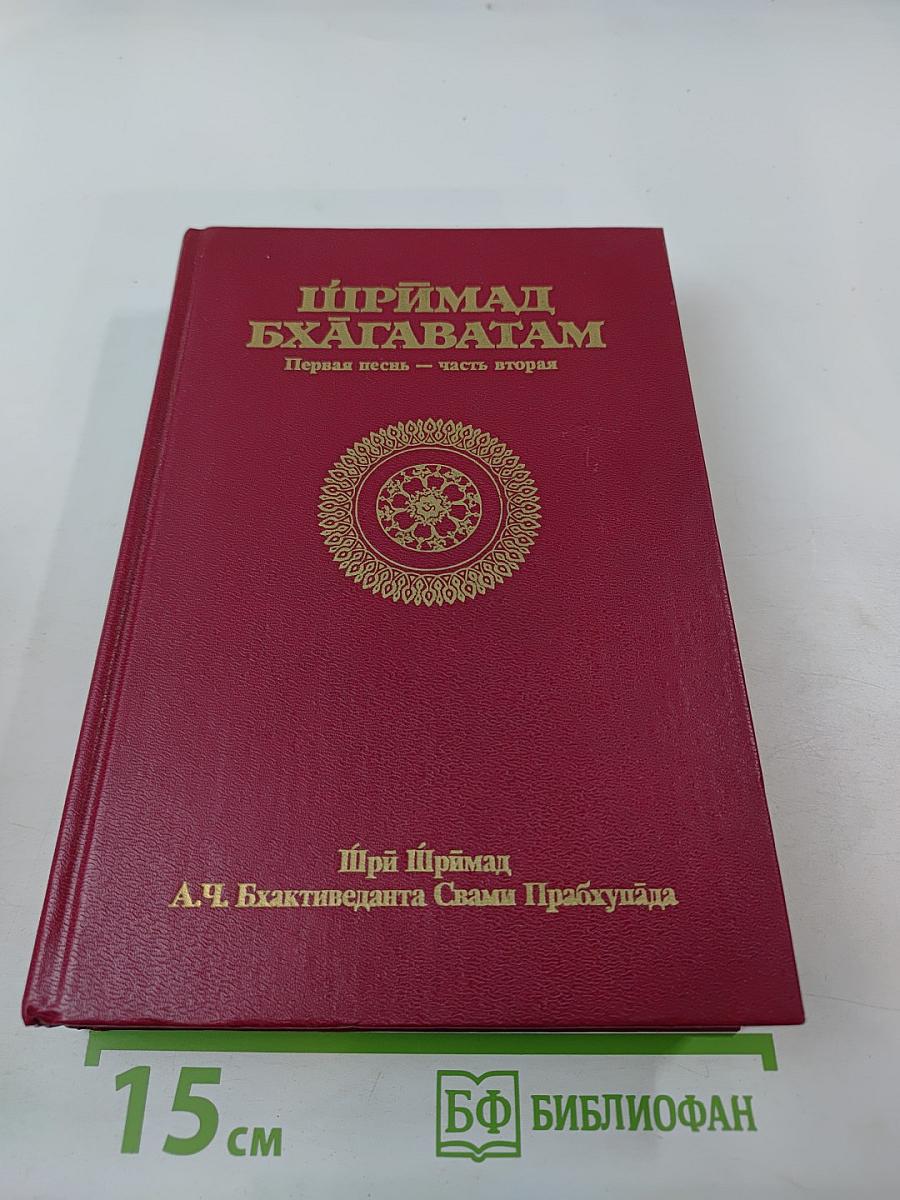 Ш́РӢМАД
БХА̄ГАВАТАМ
Первая песнь — часть вторая
Ш́рӣ Ш́рӣмад
А.Ч. Бхактиведанта Свами Прабхупа̄да
15 см
БФ БИБЛИОФАН